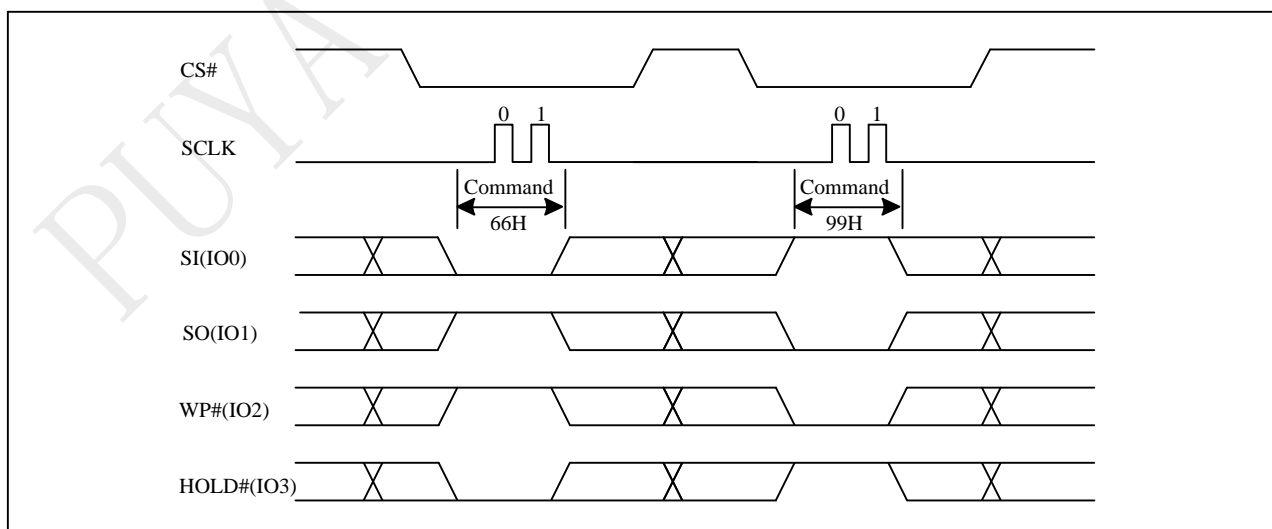 PUYA
CS#
0 1 0 1
SCLK
Command Command
66H 99H
SI(IO0)
SO(IO1)
WP#(IO2)
HOLD#(IO3)